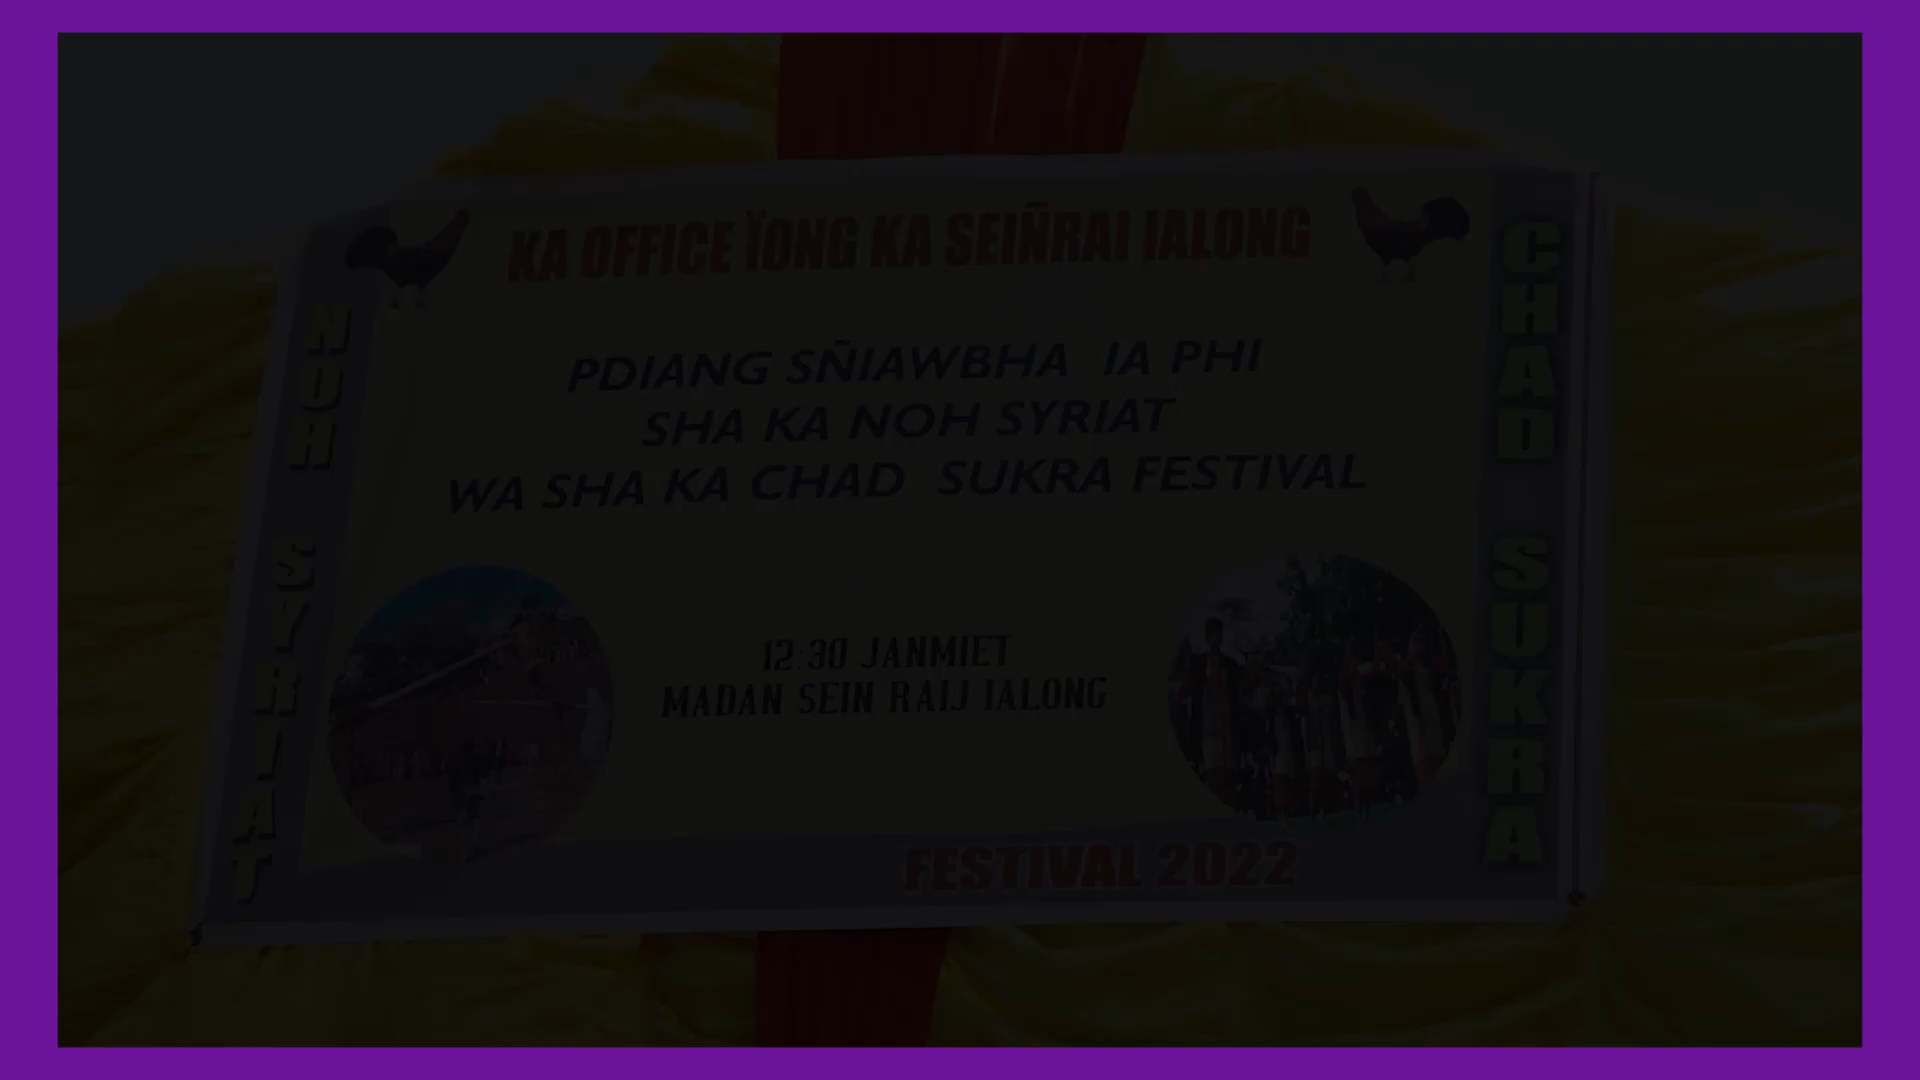 KA OFFICE ÏONG KA SEIÑRAI IALONG
NOH SYRIAT
PDIANG SÑIAWBHA IA PHI
SHA KA NOH SYRIAT
WA SHA KA CHAD SUKRA FESTIVAL
12:30 JANMIET
MADAN SEIN RAIJ IALONG
CHAD SUKRA
FESTIVAL 2022